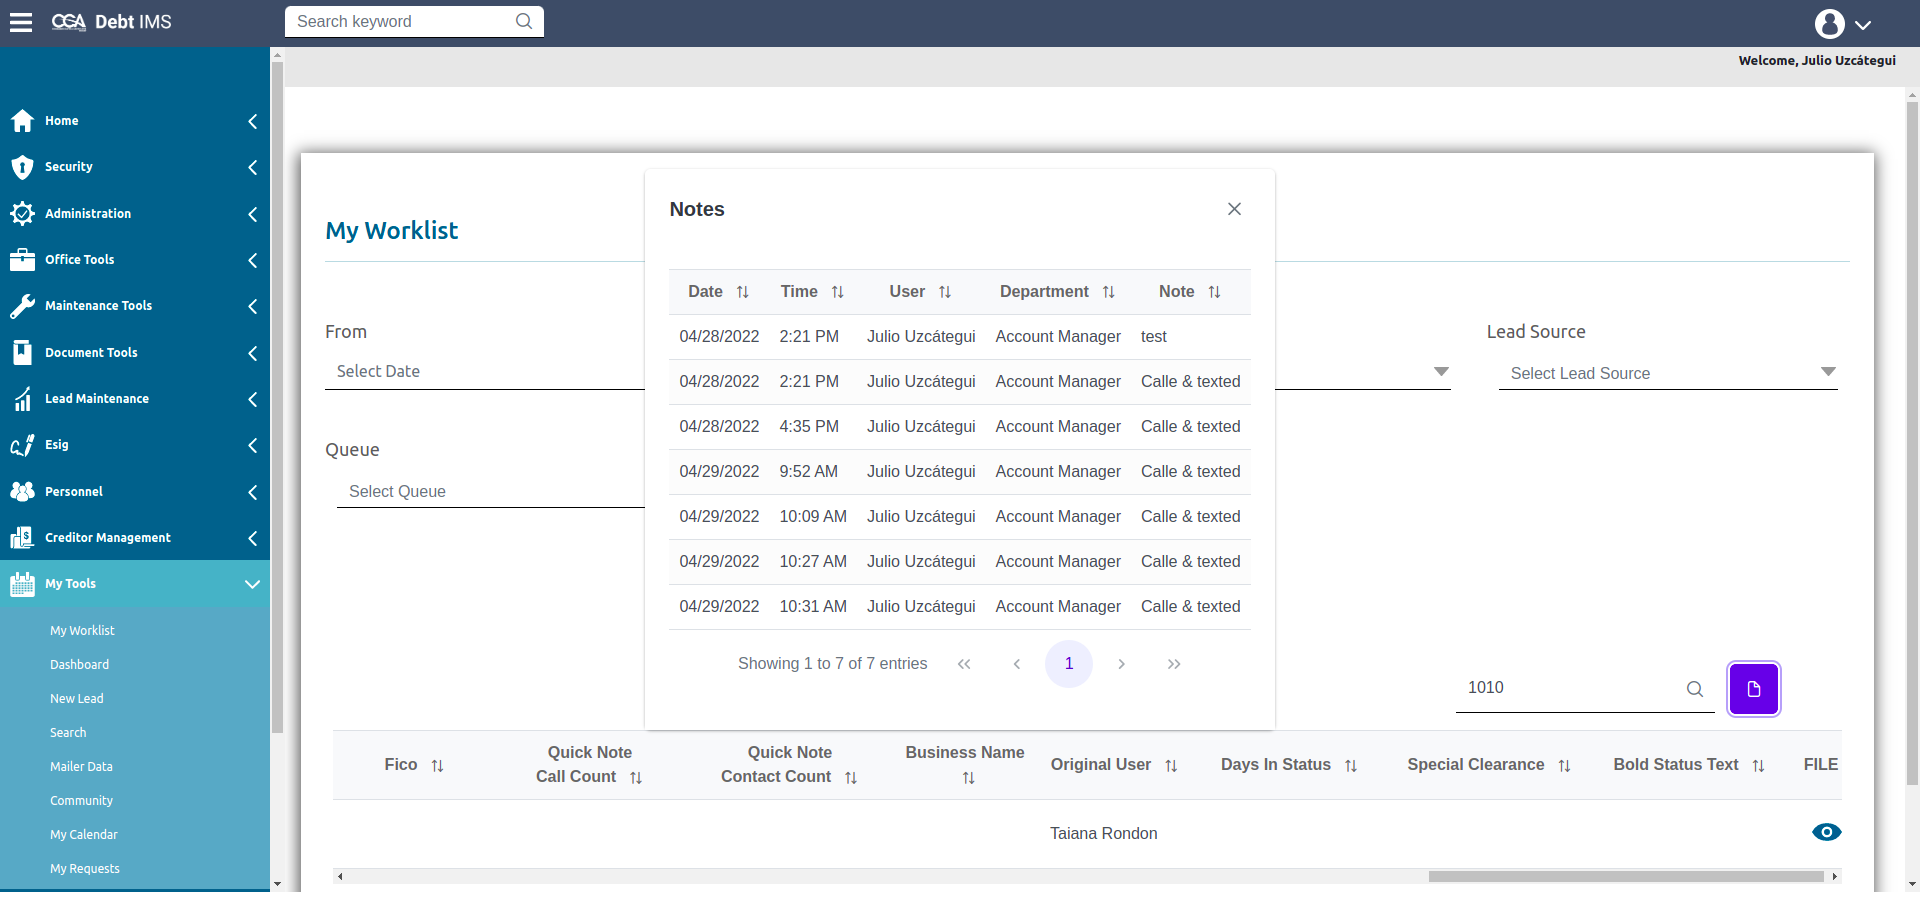 CGA Debt IMS
Search keyword
Welcome, Julio Uzcátegui
Home
Security
Administration
Office Tools
Maintenance Tools
Document Tools
Lead Maintenance
Esig
Personnel
Creditor Management
My Tools
My Worklist
Dashboard
New Lead
Search
Mailer Data
Community
My Calendar
My Requests
My Worklist
From
Select Date
Lead Source
Select Lead Source
Queue
Select Queue
Notes
Date Time User Department Note
04/28/2022 2:21 PM Julio Uzcátegui Account Manager test
04/28/2022 2:21 PM Julio Uzcátegui Account Manager Calle & texted
04/28/2022 4:35 PM Julio Uzcátegui Account Manager Calle & texted
04/29/2022 9:52 AM Julio Uzcátegui Account Manager Calle & texted
04/29/2022 10:09 AM Julio Uzcátegui Account Manager Calle & texted
04/29/2022 10:27 AM Julio Uzcátegui Account Manager Calle & texted
04/29/2022 10:31 AM Julio Uzcátegui Account Manager Calle & texted
Showing 1 to 7 of 7 entries « ‹ 1 › »
1010
Fico Quick Note Call Count Quick Note Contact Count Business Name Original User Days In Status Special Clearance Bold Status Text FILE
Taiana Rondon